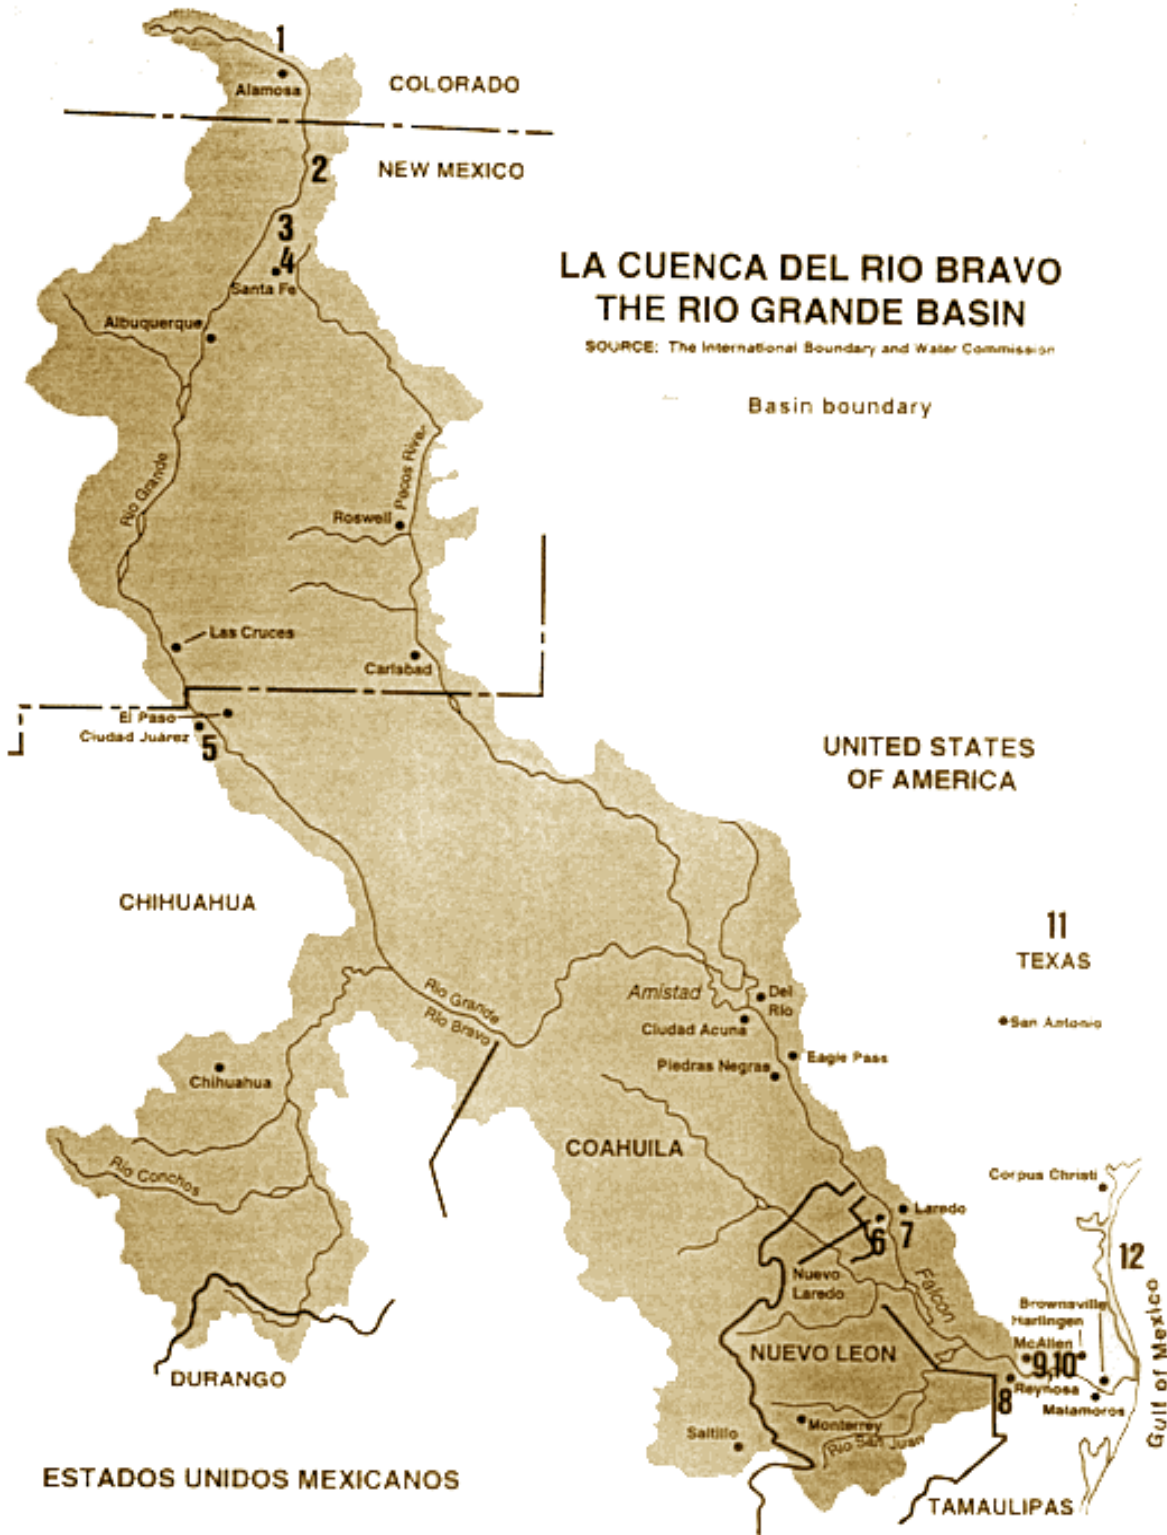 1
Alamosa
COLORADO
2
NEW MEXICO
3
4
Santa Fe
LA CUENCA DEL RIO BRAVO
THE RIO GRANDE BASIN
SOURCE: The International Boundary and Water Commission
Basin boundary
Albuquerque
Rio Grande
Pecos River
Roswell
Las Cruces
Carlsbad
El Paso
Ciudad Juárez
5
UNITED STATES
OF AMERICA
CHIHUAHUA
11
TEXAS
San Antonio
Rio Grande
Rio Bravo
Amistad
Del
Rio
Ciudad Acuna
Eagle Pass
Piedras Negras
Chihuahua
COAHUILA
Rio Conchos
Corpus Christi
Laredo
6
7
12
Nuevo
Laredo
Falcon
Gulf of Mexico
Brownsville
Harlingen
McAllen
9,10
NUEVO LEON
DURANGO
8
Reynosa
Matamoros
Monterrey
Saltillo
Rio San Juan
ESTADOS UNIDOS MEXICANOS
TAMAULIPAS